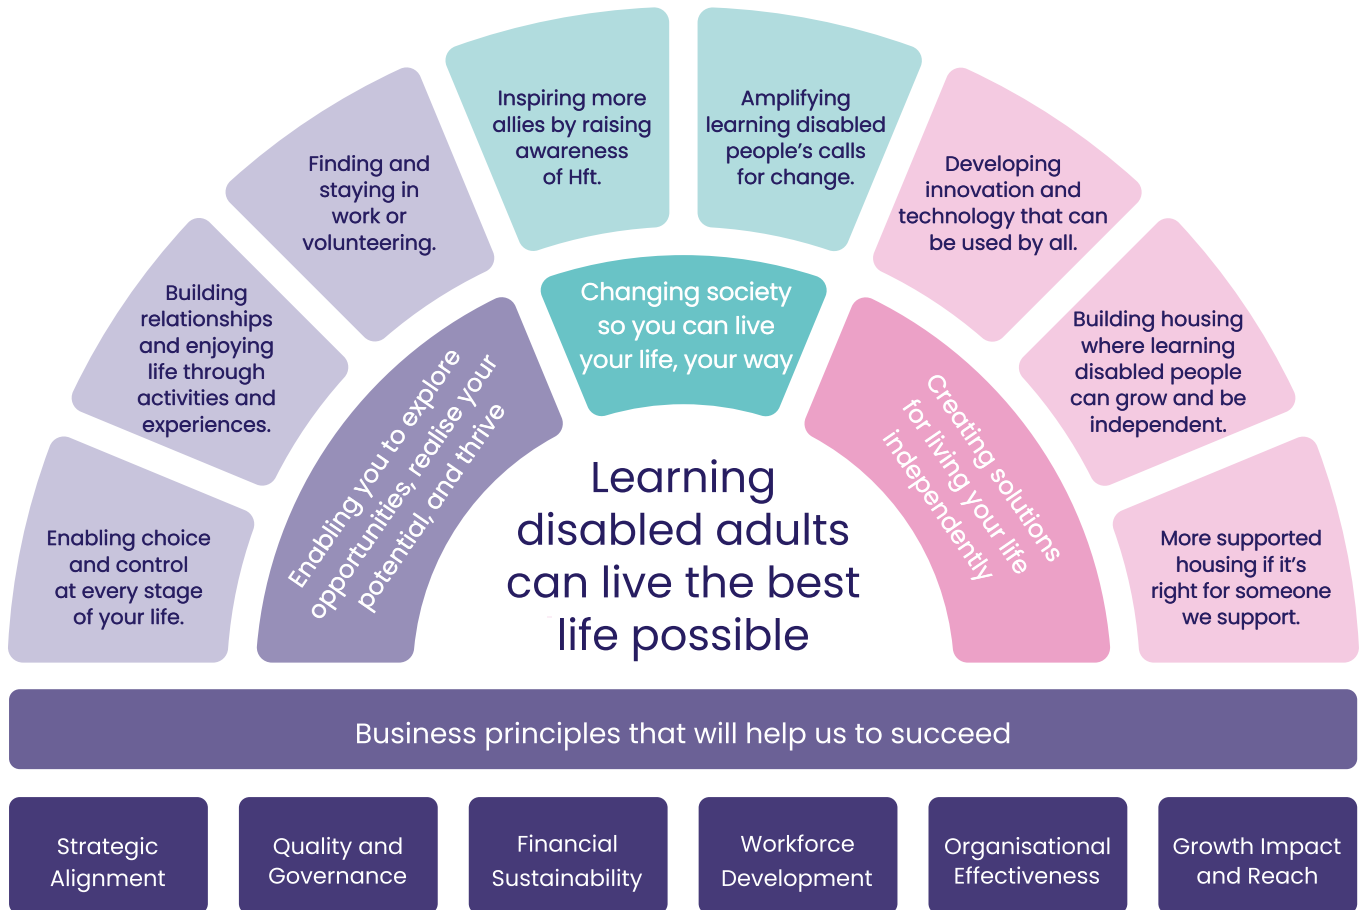 Inspiring more
allies by raising
awareness
of Hft.
Amplifying
learning disabled
people's calls
for change.
Finding and
staying in
work or
volunteering.
Developing
innovation and
technology that can
be used by all.
Building
relationships
and enjoying
life through
activities and
experiences.
Building housing
where learning
disabled people
can grow and be
independent.
Enabling choice
and control
at every stage
of your life.
More supported
housing if it's
right for someone
we support.
Enabling you to explore
opportunities, realise your
potential, and thrive
Changing society
so you can live
your life, your way
Creating solutions
for living your life
independently
Learning
disabled adults
can live the best
life possible
Business principles that will help us to succeed
Strategic
Alignment
Quality and
Governance
Financial
Sustainability
Workforce
Development
Organisational
Effectiveness
Growth Impact
and Reach